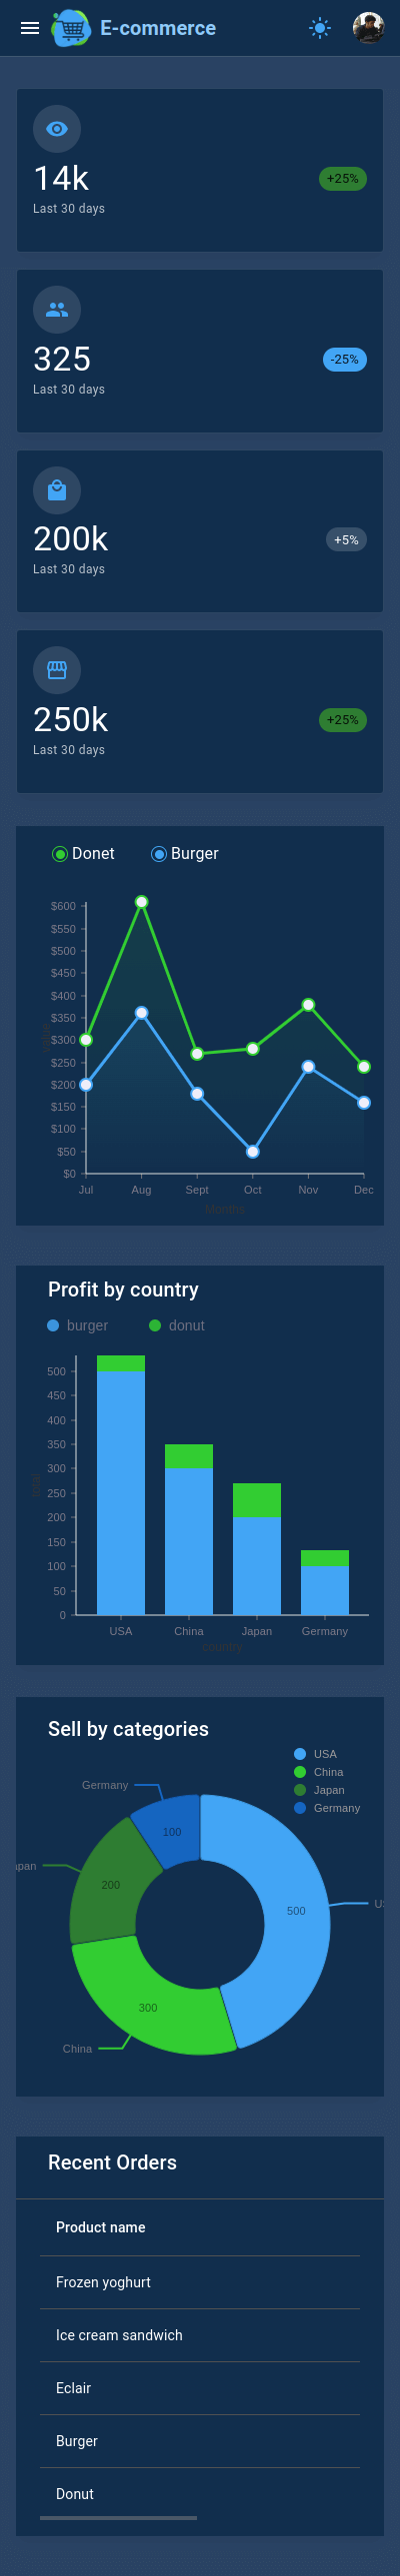 E-commerce
14k
+25%
Last 30 days
325
-25%
Last 30 days
200k
+5%
Last 30 days
250k
+25%
Last 30 days
Donet Burger
$600
$550
$500
$450
$400
$350
$300
$250
$200
$150
$100
$50
$0
Jul Aug Sept Oct Nov Dec
Months
Profit by country
burger donut
500
450
400
350
300
250
200
150
100
50
0
USA China Japan Germany
country
Sell by categories
USA
China
Japan
Germany
Germany
100
apan
200
500
US
300
China
Recent Orders
Product name
Frozen yoghurt
Ice cream sandwich
Eclair
Burger
Donut